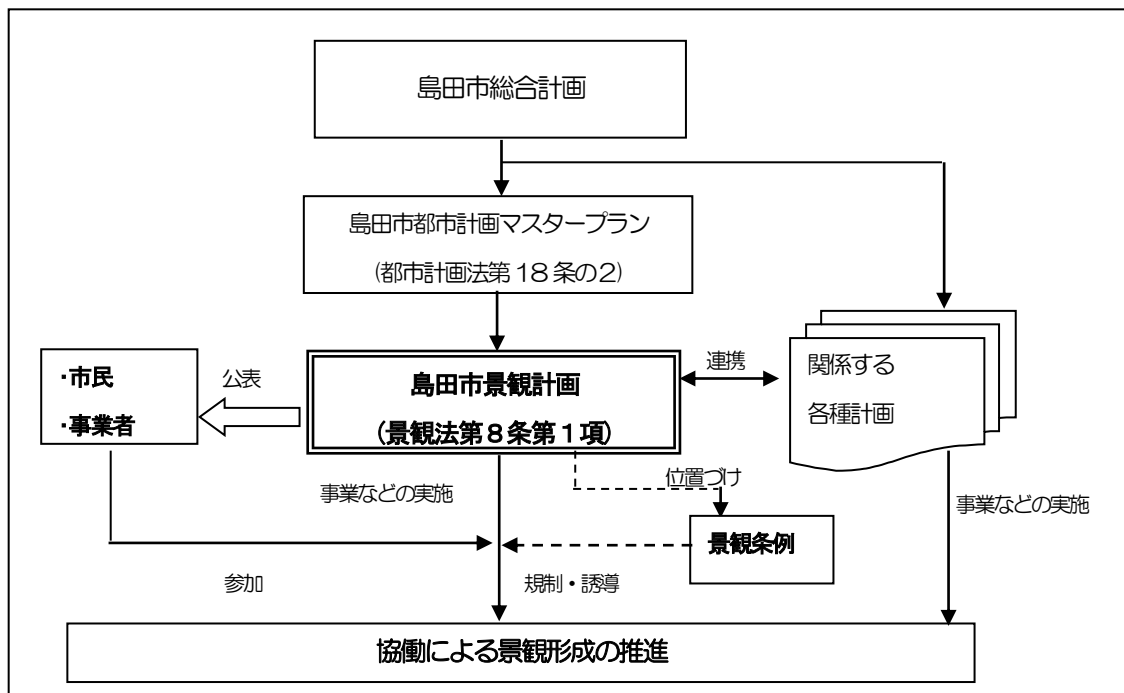 島田市総合計画
島田市都市計画マスタープラン
(都市計画法第18条の2)
・市民
・事業者
公表
島田市景観計画
(景観法第8条第1項)
連携
関係する
各種計画
位置づけ
事業などの実施
事業などの実施
景観条例
参加
規制・誘導
協働による景観形成の推進